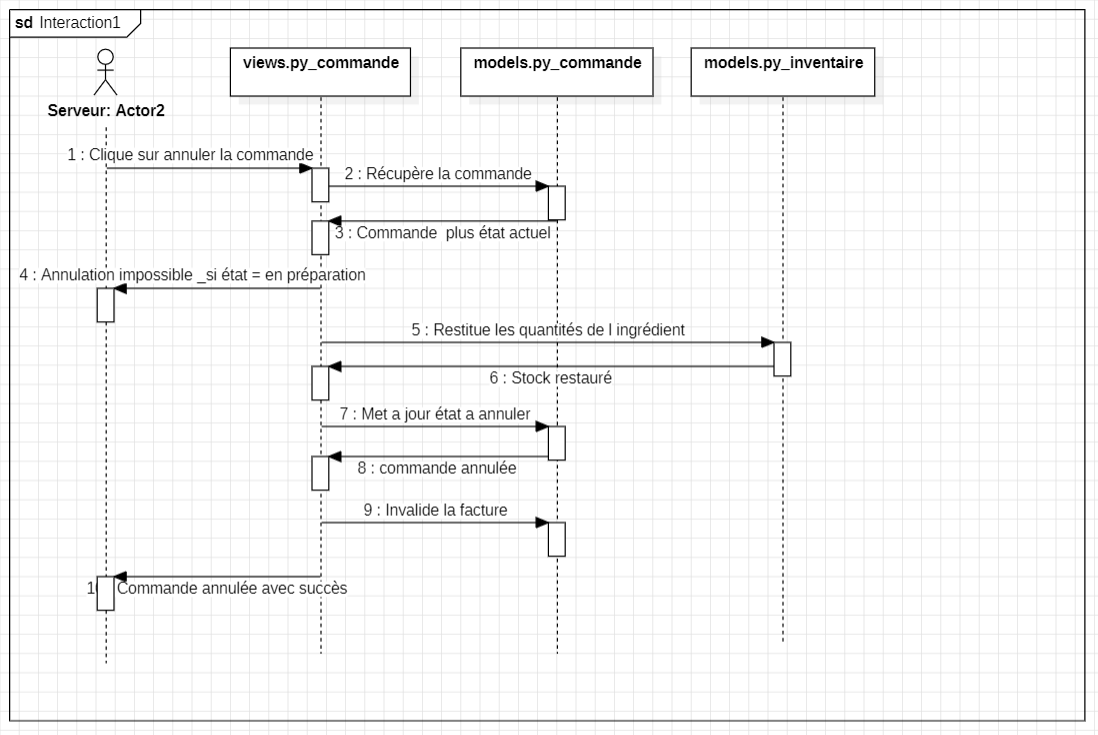 sd Interaction1
views.py_commande
models.py_commande
models.py_inventaire
Serveur: Actor2
1 : Clique sur annuler la commande
2 : Récupère la commande
3 : Commande  plus état actuel
4 : Annulation impossible _si état = en préparation
5 : Restitue les quantités de l ingrédient
6 : Stock restauré
7 : Met a jour état a annuler
8 : commande annulée
9 : Invalide la facture
Commande annulée avec succès